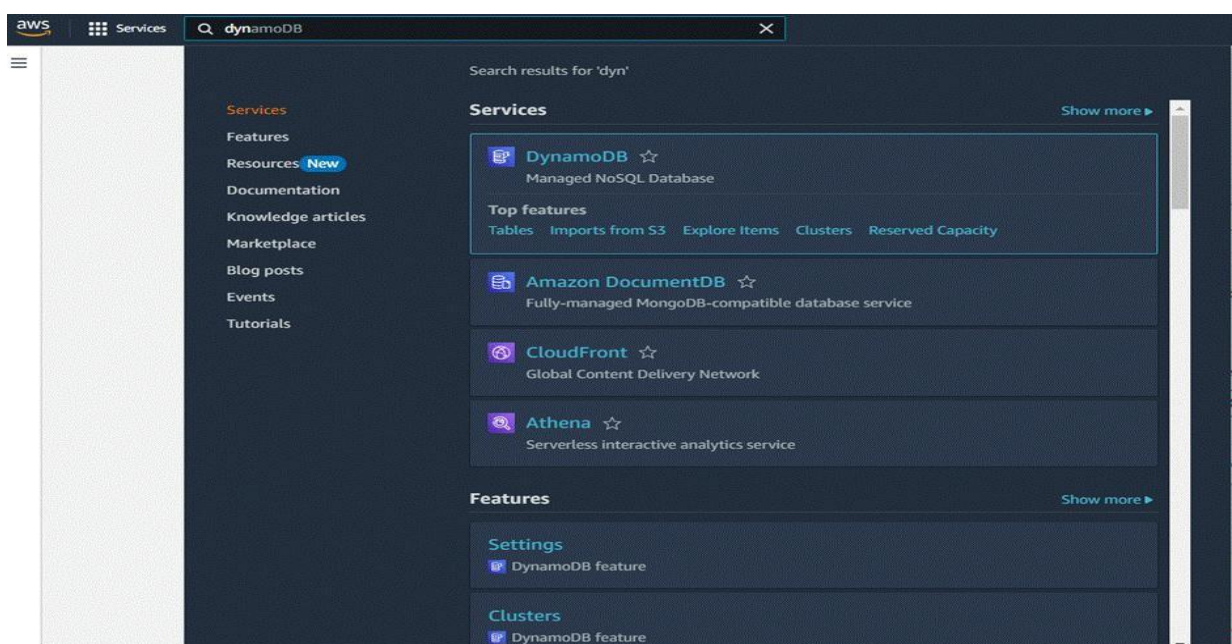 aws Services dynamoDB
Search results for 'dyn'
Services
Features
Resources New
Documentation
Knowledge articles
Marketplace
Blog posts
Events
Tutorials
Services Show more
DynamoDB
Managed NoSQL Database
Top features
Tables Imports from S3 Explore Items Clusters Reserved Capacity
Amazon DocumentDB
Fully-managed MongoDB-compatible database service
CloudFront
Global Content Delivery Network
Athena
Serverless interactive analytics service
Features Show more
Settings
DynamoDB feature
Clusters
DynamoDB feature